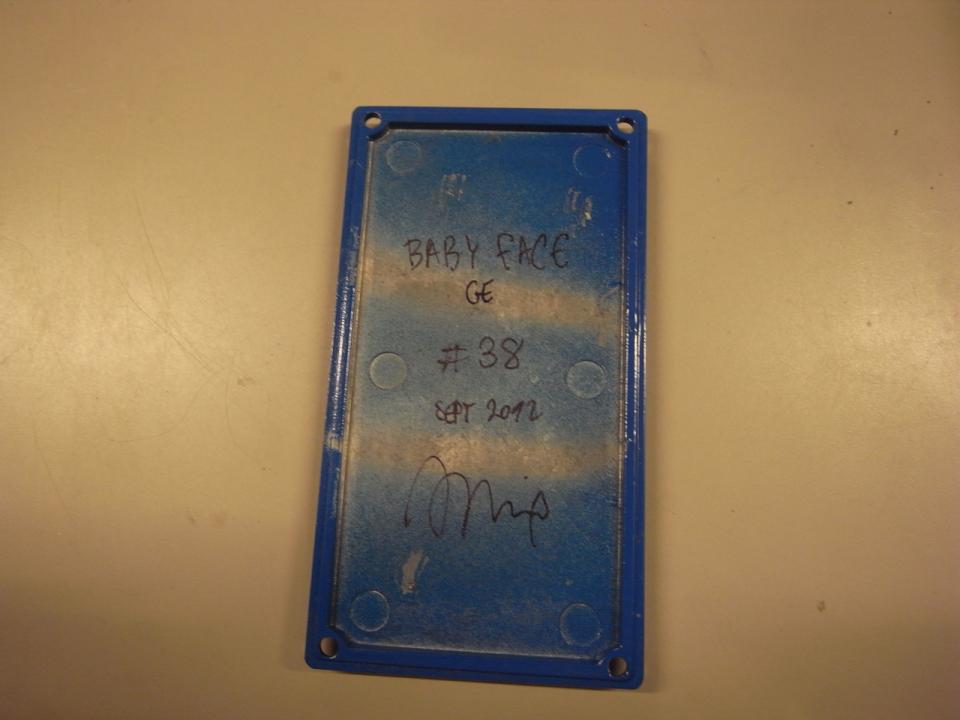 BABY FACE
GE
#38
SEPT 2012